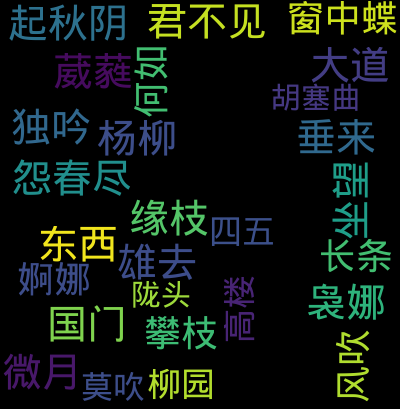 起秋阴
君不见
窗中蝶
葳蕤
何如
大道
胡塞曲
独吟
杨柳
垂来
怨春尽
坐望
缘枝
四五
东西
雄去
长条
婀娜
陇头
高楼
袅娜
国门
攀枝
风吹
微月
莫吹
柳园